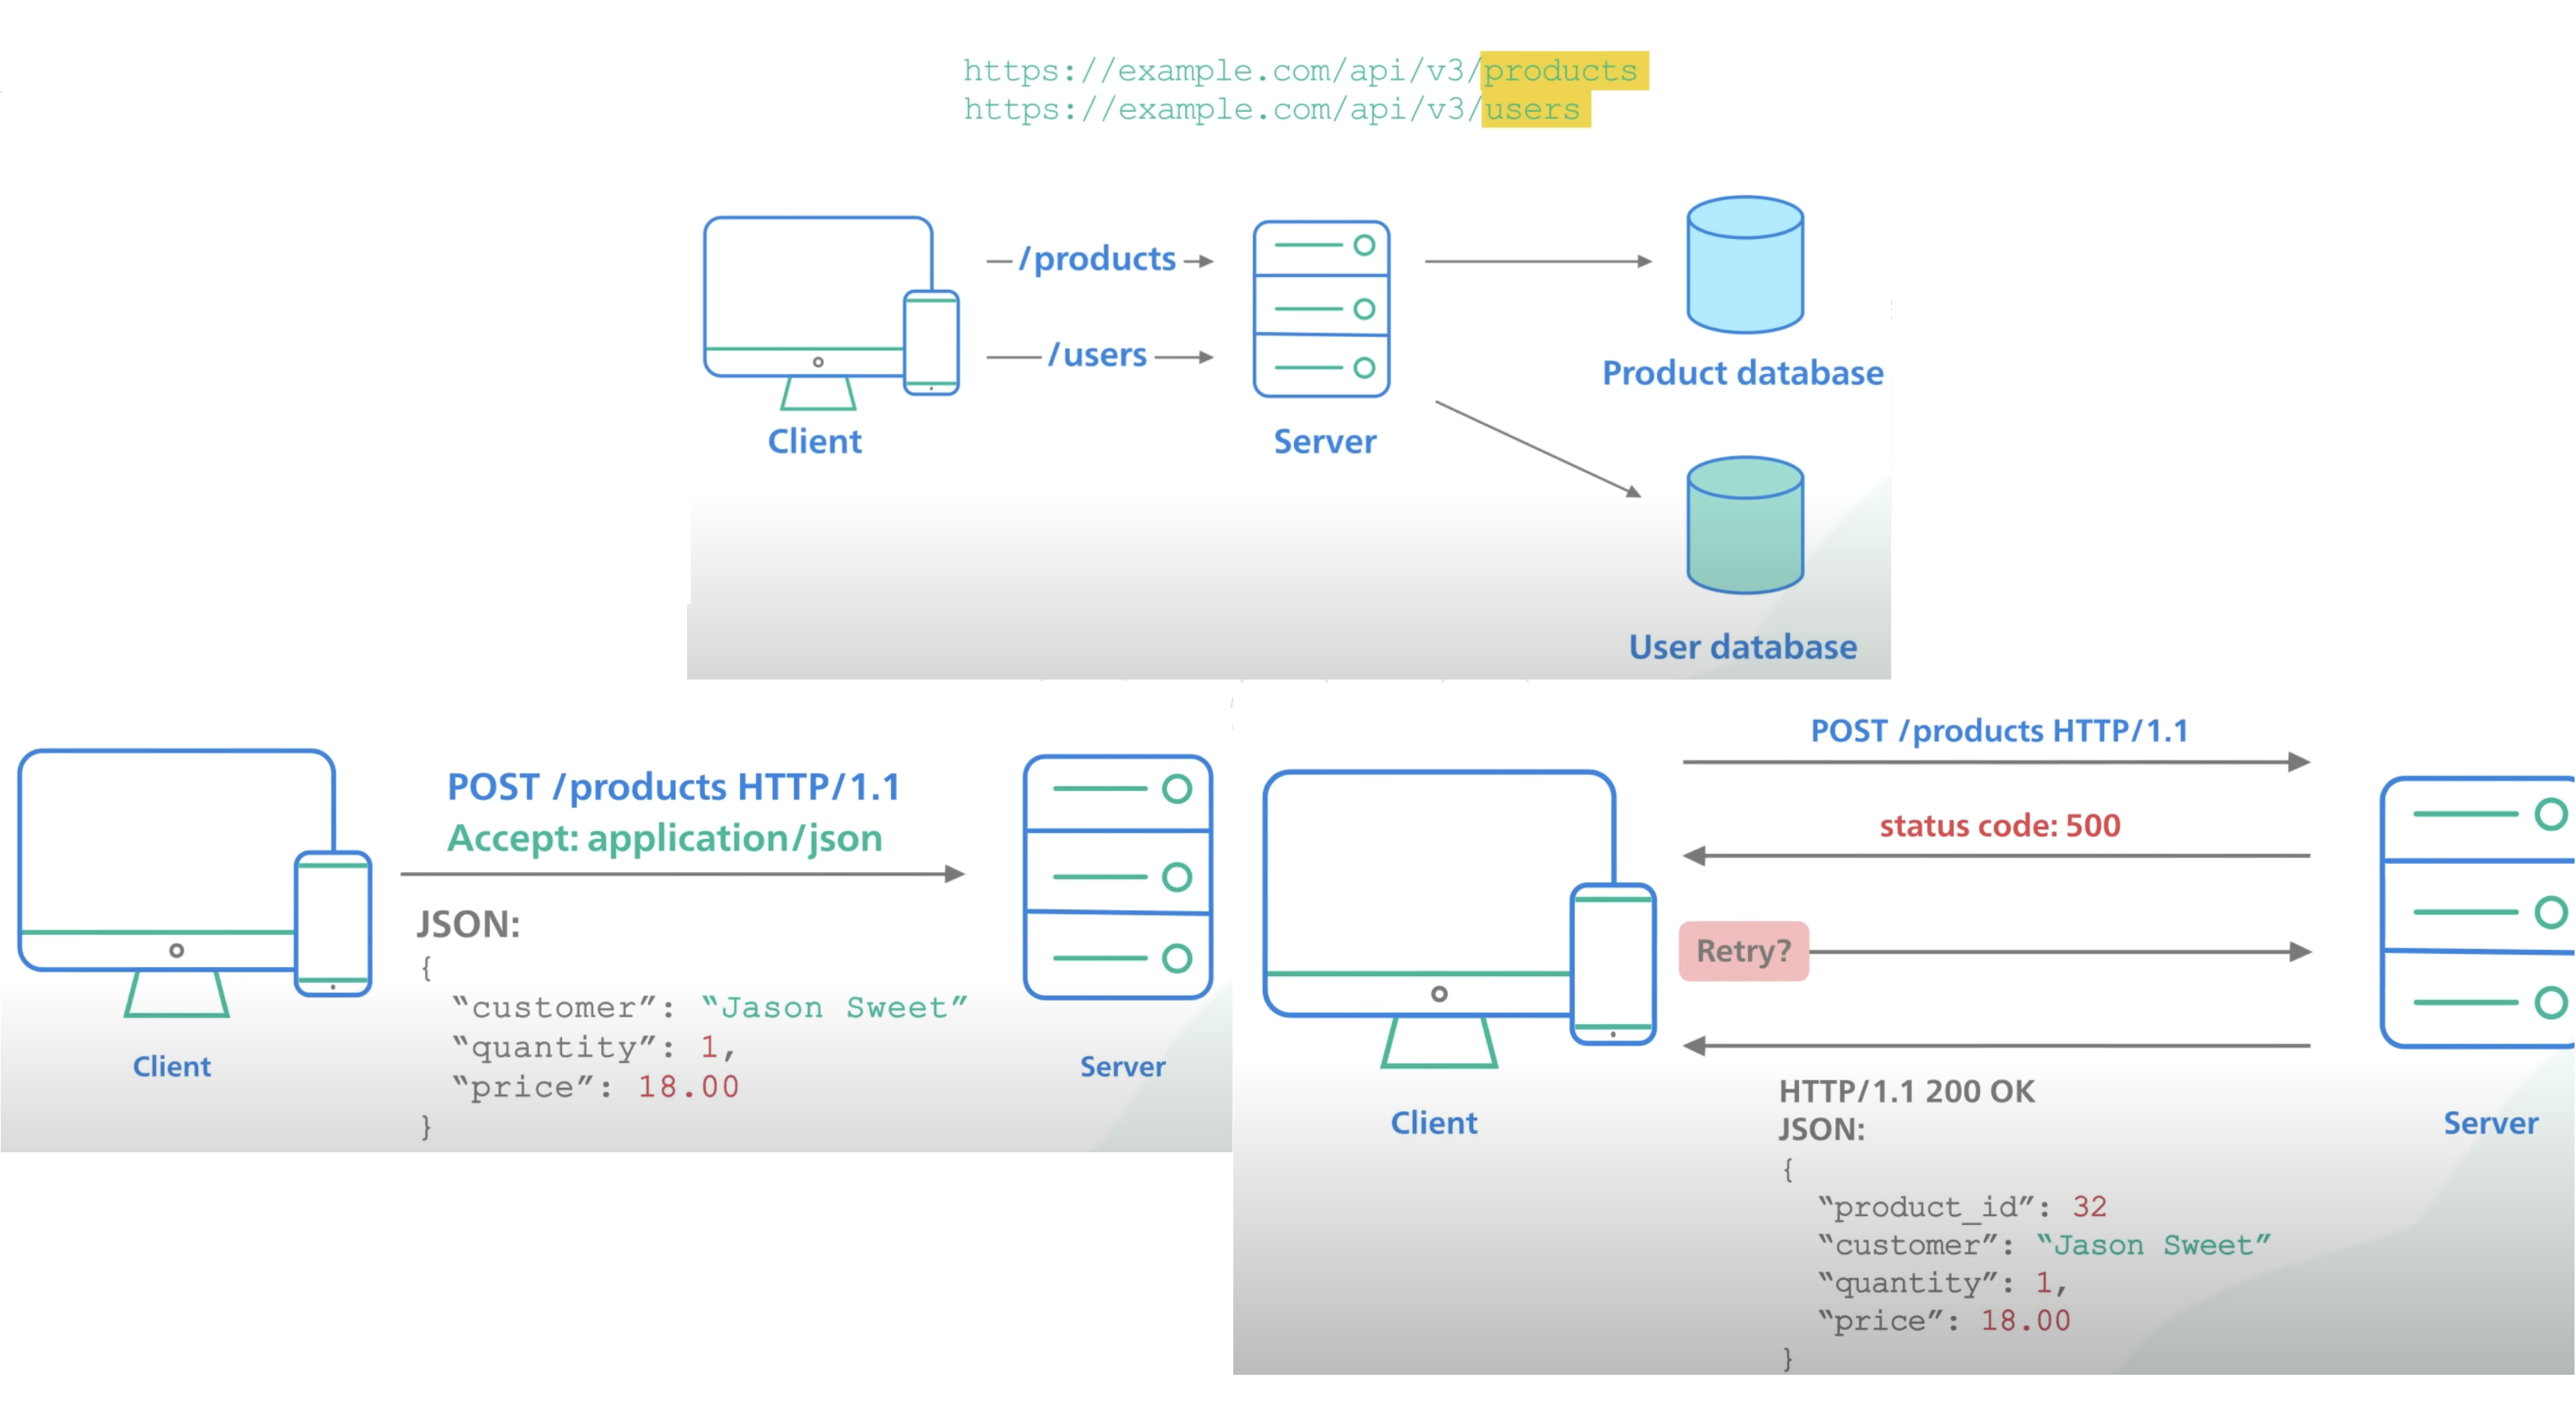 https://example.com/api/v3/products
https://example.com/api/v3/users
/products
/users
Client
Server
Product database
User database
POST /products HTTP/1.1
Accept: application/json
JSON:
{
“customer”: “Jason Sweet”
“quantity”: 1,
“price”: 18.00
}
Client
Server
POST /products HTTP/1.1
status code: 500
Retry?
HTTP/1.1 200 OK
JSON:
{
“product_id”: 32
“customer”: “Jason Sweet”
“quantity”: 1,
“price”: 18.00
}
Client
Server